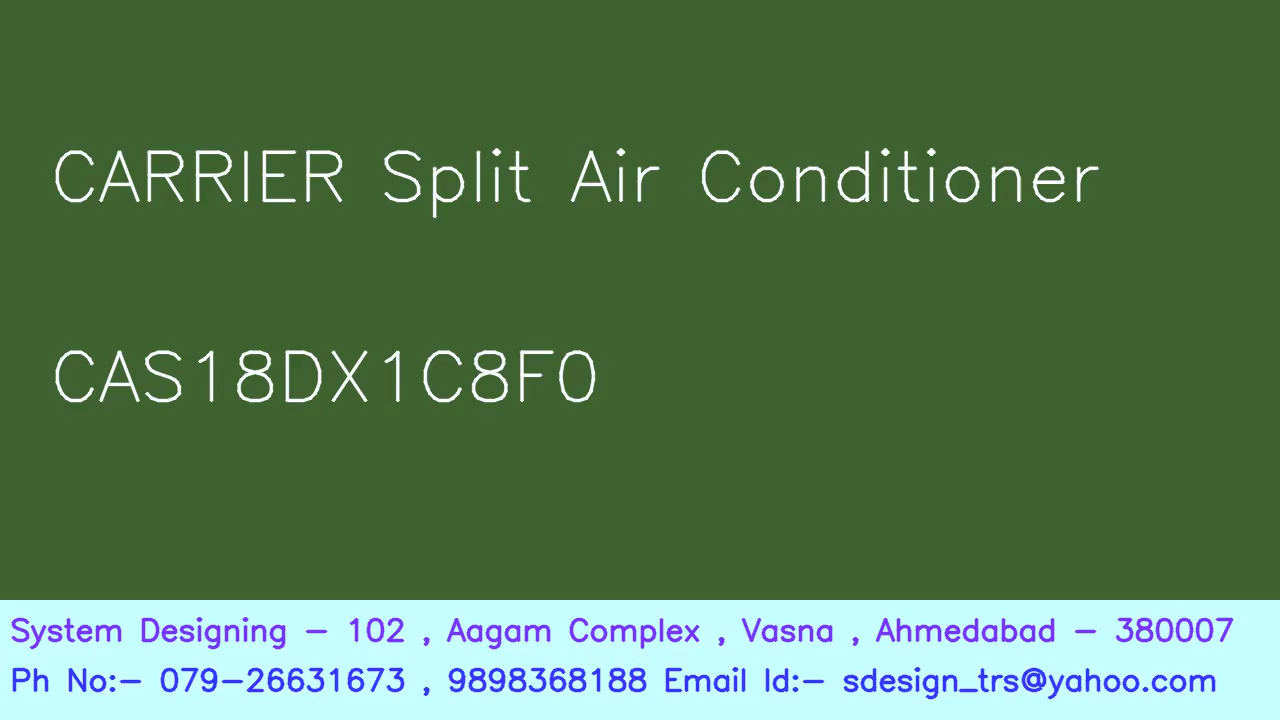 CARRIER Split Air Conditioner
CAS18DX1C8F0
System Designing - 102 , Aagam Complex , Vasna , Ahmedabad - 380007
Ph No:- 079-26631673 , 9898368188 Email Id:- sdesign_trs@yahoo.com